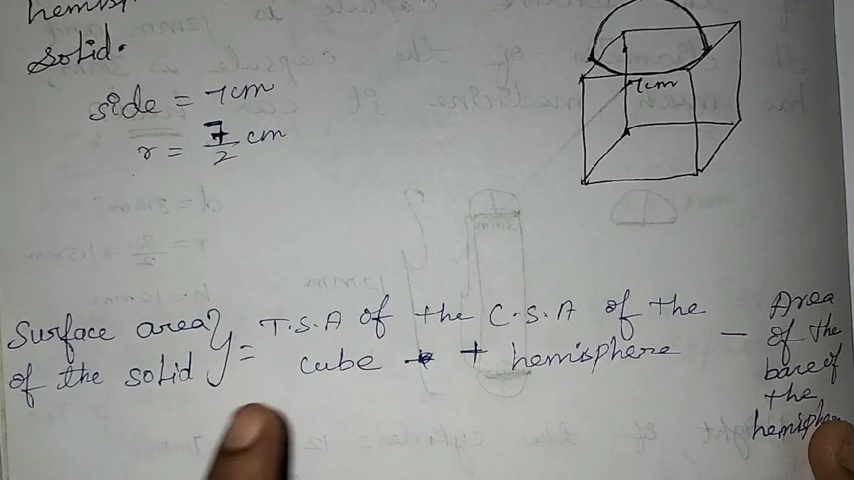 solid.
side = 7cm
r = 7/2 cm
7cm
Surface area of the solid } = T.S.A of the cube + C.S.A of the hemisphere - Area of the base of the hemisphere